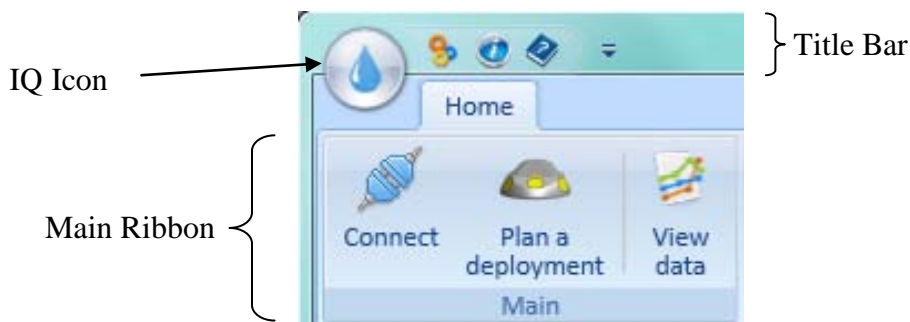 Title Bar
IQ Icon
Home
Main Ribbon
Connect
Plan a
deployment
View
data
Main